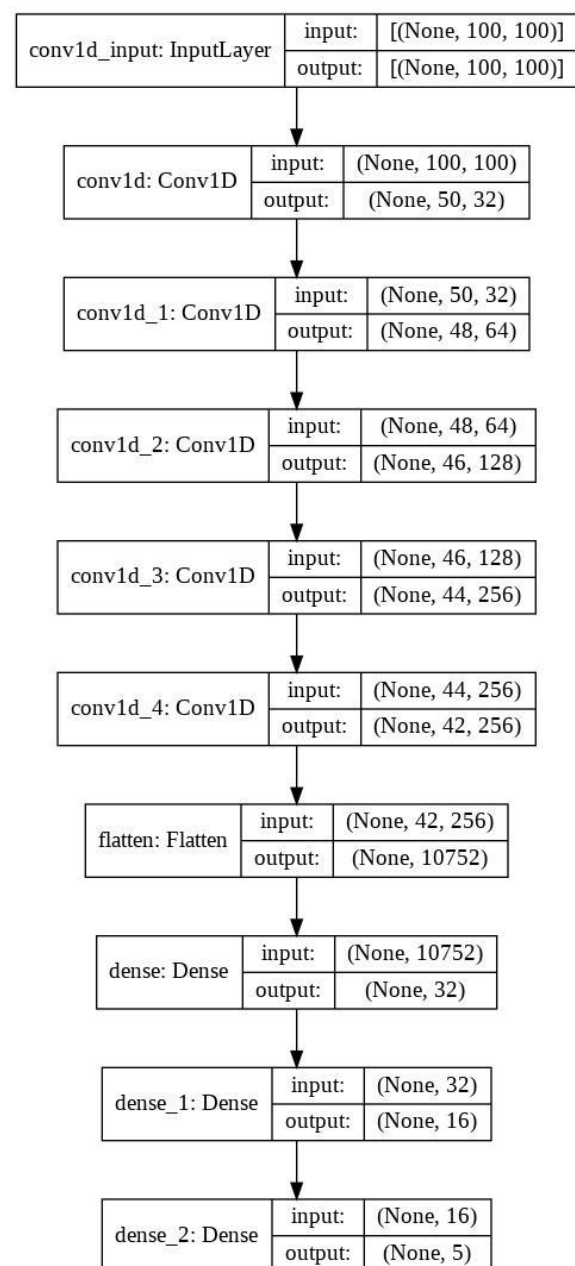 conv1d_input: InputLayer
input: [(None, 100, 100)]
output: [(None, 100, 100)]
conv1d: Conv1D
input: (None, 100, 100)
output: (None, 50, 32)
conv1d_1: Conv1D
input: (None, 50, 32)
output: (None, 48, 64)
conv1d_2: Conv1D
input: (None, 48, 64)
output: (None, 46, 128)
conv1d_3: Conv1D
input: (None, 46, 128)
output: (None, 44, 256)
conv1d_4: Conv1D
input: (None, 44, 256)
output: (None, 42, 256)
flatten: Flatten
input: (None, 42, 256)
output: (None, 10752)
dense: Dense
input: (None, 10752)
output: (None, 32)
dense_1: Dense
input: (None, 32)
output: (None, 16)
dense_2: Dense
input: (None, 16)
output: (None, 5)